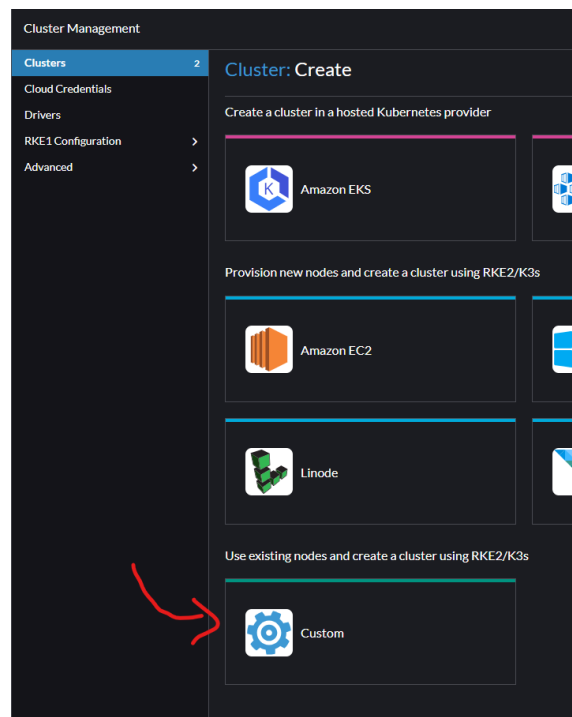 Cluster Management
Clusters 2
Cloud Credentials
Drivers
RKE1 Configuration
Advanced
Cluster: Create
Create a cluster in a hosted Kubernetes provider
K
Amazon EKS
Provision new nodes and create a cluster using RKE2/K3s
Amazon EC2
Linode
Use existing nodes and create a cluster using RKE2/K3s
Custom